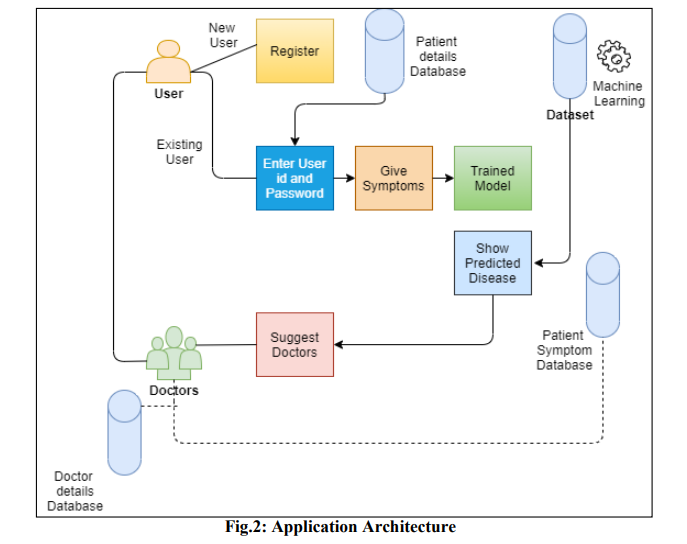 New
User
Register
Patient
details
Database
User
Machine
Learning
Dataset
Existing
User
Enter User
id and
Password
Give
Symptoms
Trained
Model
Show
Predicted
Disease
Suggest
Doctors
Patient
Symptom
Database
Doctors
Doctor
details
Database
Fig.2: Application Architecture